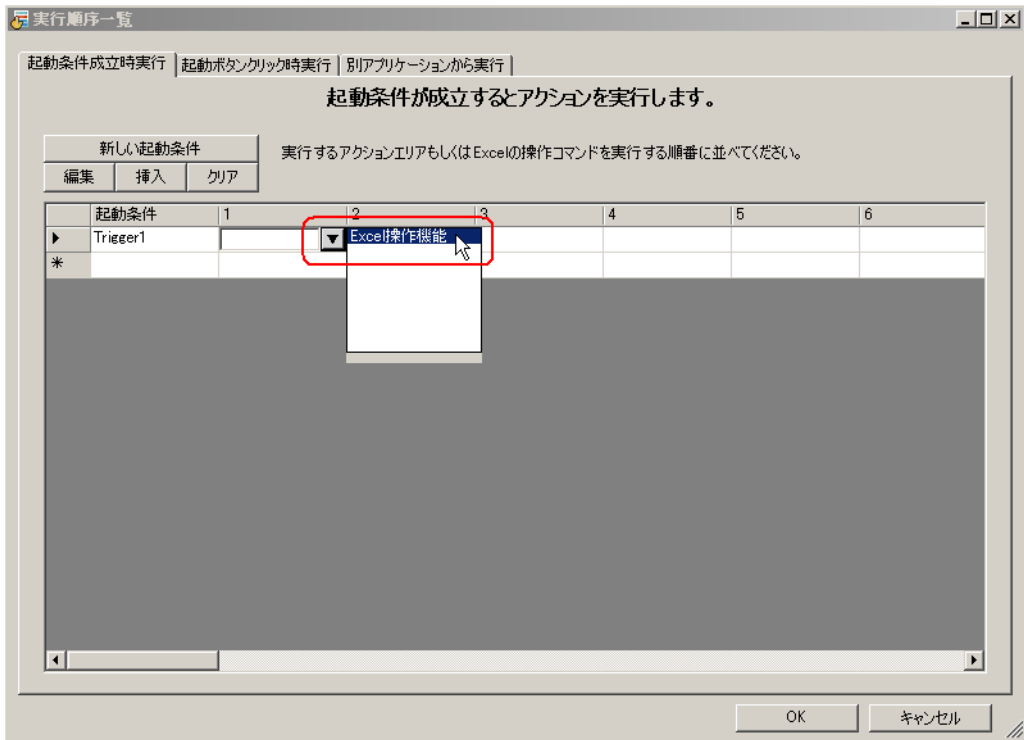 実行順序一覧
起動条件成立時実行 起動ボタンクリック時実行 別アプリケーションから実行
起動条件が成立するとアクションを実行します。
新しい起動条件
実行するアクションエリアもしくはExcelの操作コマンドを実行する順番に並べてください。
編集 挿入 クリア
起動条件 1 2 3 4 5 6
Trigger1 Excel操作機能
OK キャンセル